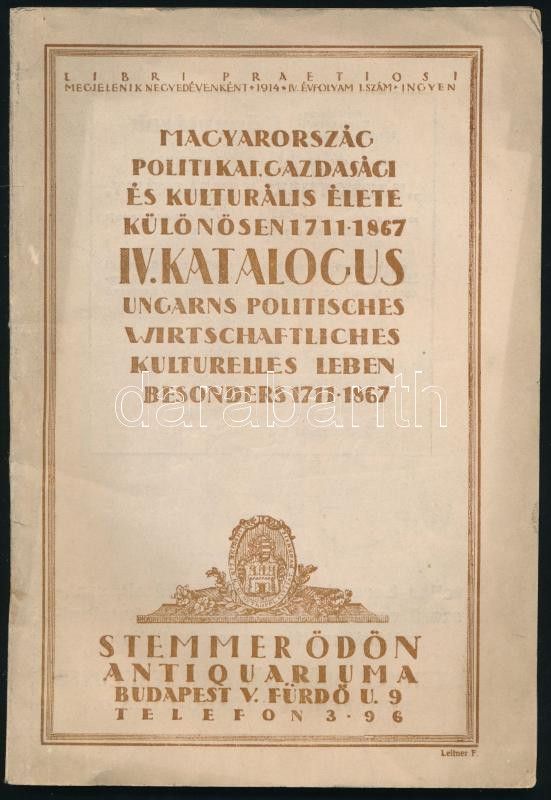 LIBRI PRAETIOSI
MEGJELENIK NEGYEDÉVENKÉNT • 1914 • IV. ÉVFOLYAM I. SZÁM • INGYEN
MAGYARORSZÁG
POLITIKAI, GAZDASÁGI
ÉS KULTURÁLIS ÉLETE
KÜLÖNÖSEN 1711-1867
IV. KATALOGUS
UNGARNS POLITISCHES
WIRTSCHAFTLICHES
KULTURELLES LEBEN
BESONDERS 1711-1867
darabanth.com
STEMMER ÖDÖN
ANTIQUARIUMA
BUDAPEST V. FÜRDŐ U. 9
TELEFON 3-96
Leitner F.